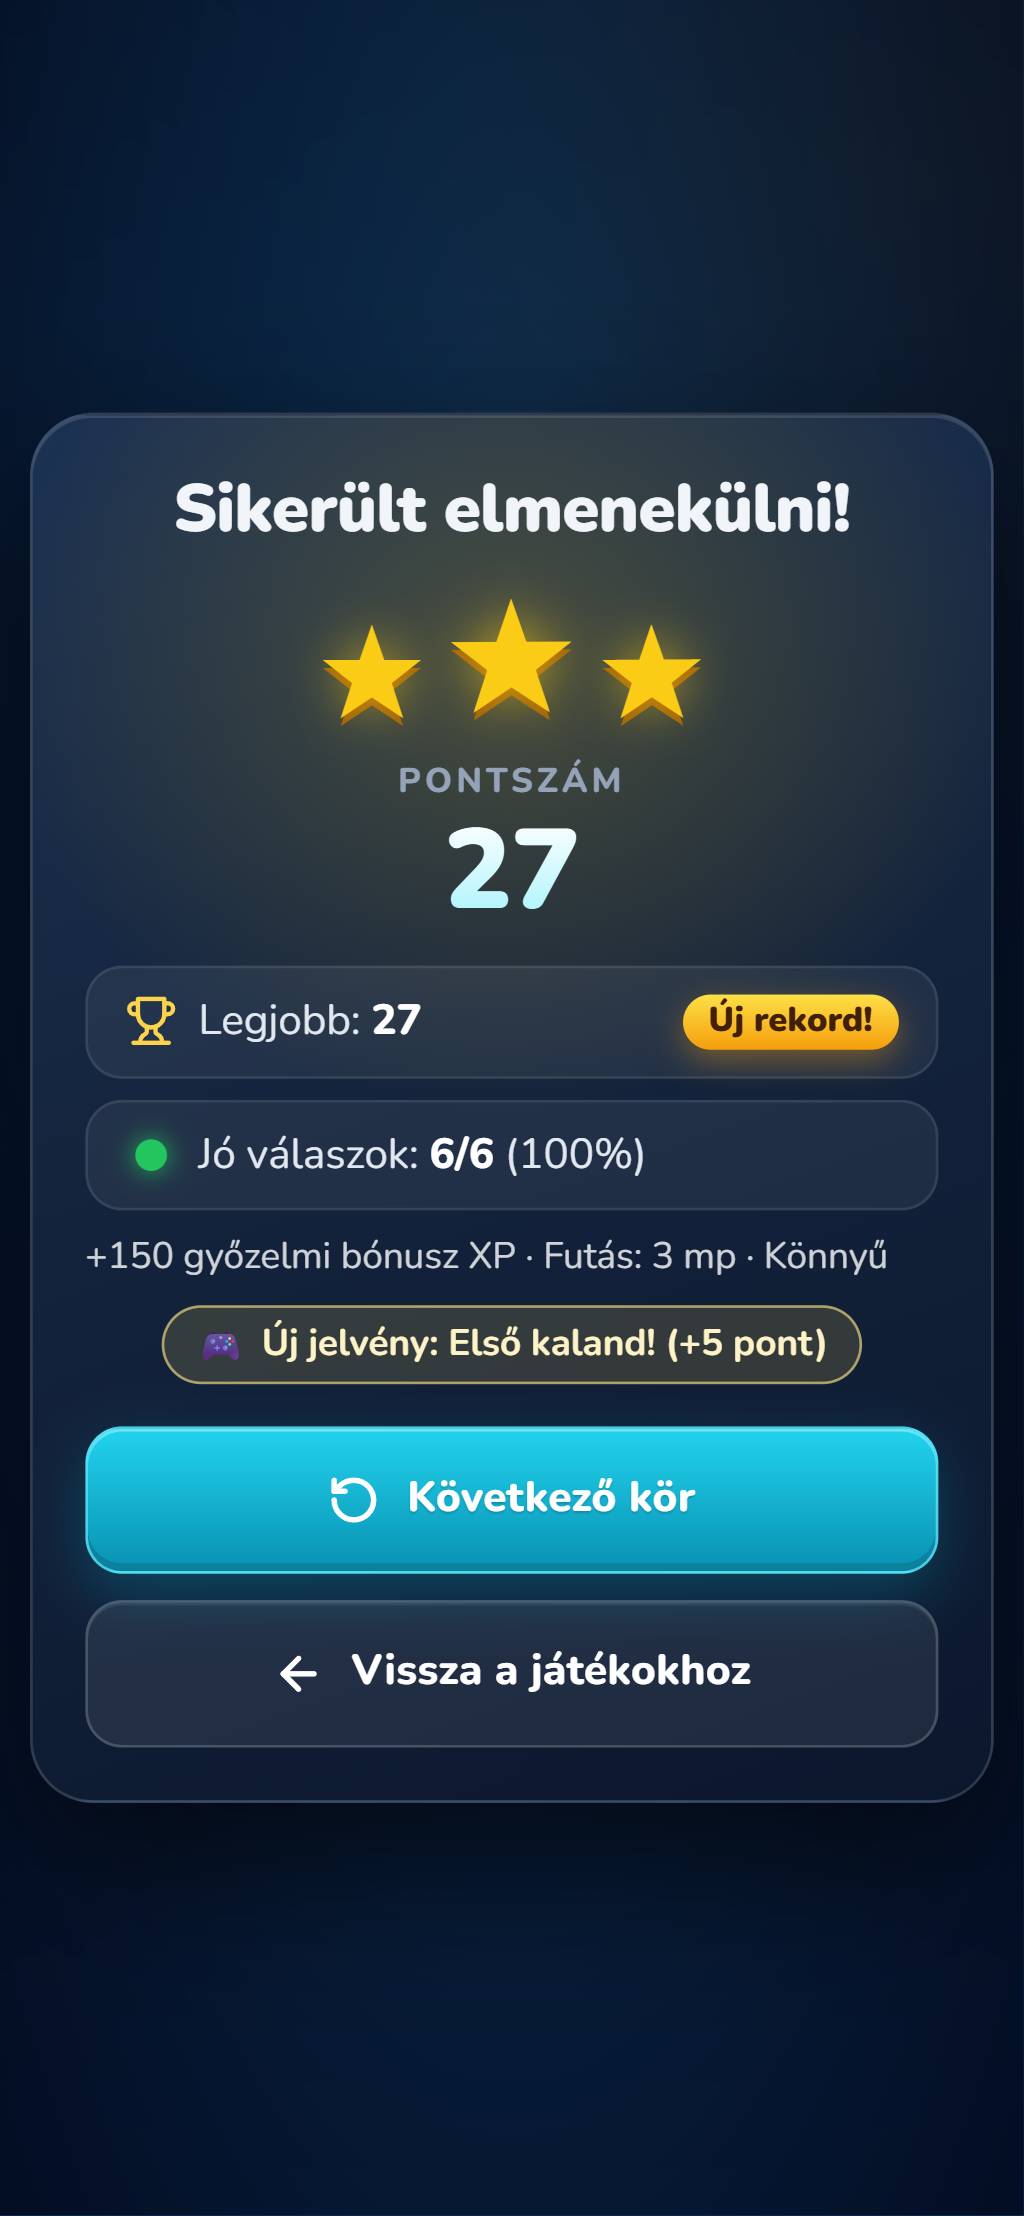 Sikerült elmenekülni!
PONTSZÁM
27
Legjobb: 27
Új rekord!
Jó válaszok: 6/6 (100%)
+150 győzelmi bónusz XP · Futás: 3 mp · Könnyű
Új jelvény: Első kaland! (+5 pont)
Következő kör
Vissza a játékokhoz